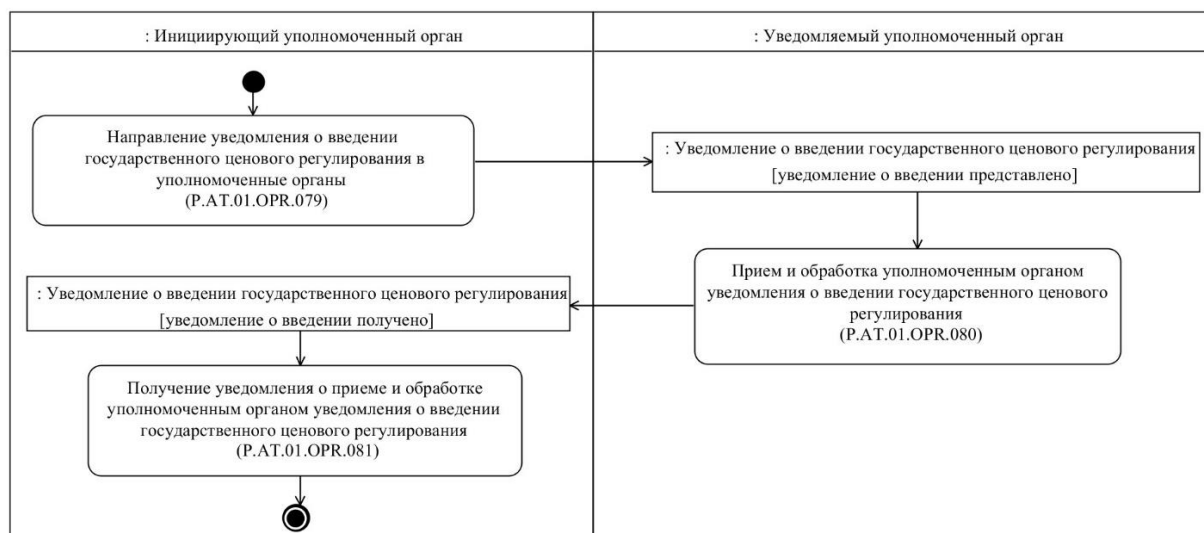 : Инициирующий уполномоченный орган
: Уведомляемый уполномоченный орган
Направление уведомления о введении
государственного ценового регулирования в
уполномоченные органы
(P.AT.01.OPR.079)
: Уведомление о введении государственного ценового регулирования
[уведомление о введении представлено]
Прием и обработка уполномоченным органом
уведомления о введении государственного ценового
регулирования
(P.AT.01.OPR.080)
: Уведомление о введении государственного ценового регулирования
[уведомление о введении получено]
Получение уведомления о приеме и обработке
уполномоченным органом уведомления о введении
государственного ценового регулирования
(P.AT.01.OPR.081)